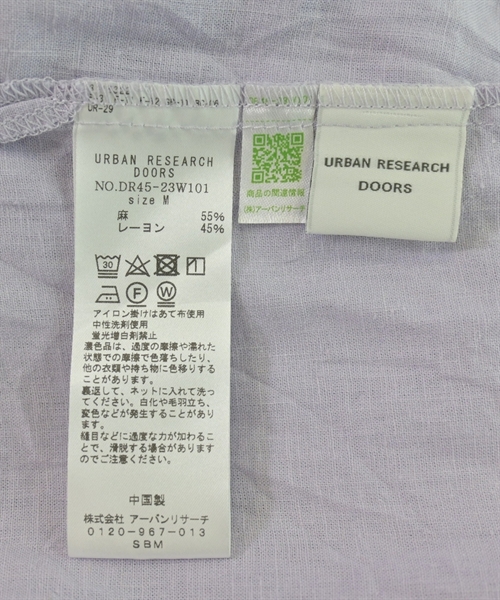 UR-29
URBAN RESEARCH
DOORS
NO.DR45-23W101
size M
麻 55%
レーヨン 45%
30
F W
アイロン掛けはあて布使用
中性洗剤使用
蛍光増白剤禁示
濃色品は、過度の摩擦や濡れた
状態での摩擦で色落ちしたり、
他の衣類や持ち物に色移りする
ことがあります。
裏返して、ネットに入れて洗っ
てください。白化や毛羽立ち、
変色などが発生することがあり
ます。
縫目などに過度な力が加わるこ
とで、滑脱する場合があります
のでご注意ください。
中国製
株式会社 アーバンリサーチ
0120-967-013
SBM
商品の関連情報
(株)アーバンリサーチ
URBAN RESEARCH
DOORS